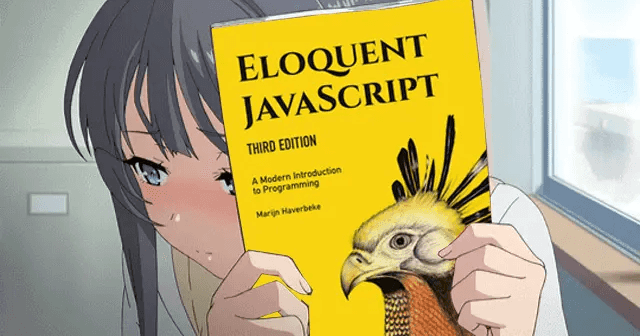 ELOQUENT
JAVASCRIPT
THIRD EDITION
A Modern Introduction
to Programming
Marijn Haverbeke